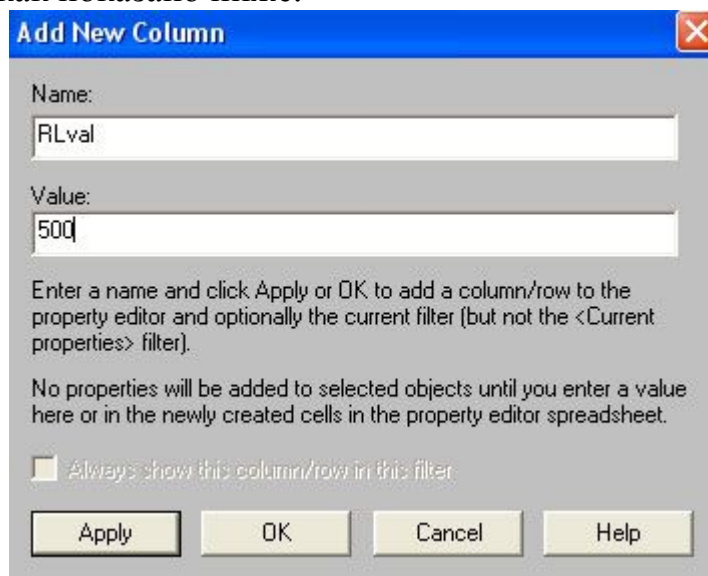 как показано ниже:
Add New Column
Name:
RLval
Value:
500
Enter a name and click Apply or OK to add a column/row to the
property editor and optionally the current filter (but not the <Current
properties> filter).
No properties will be added to selected objects until you enter a value
here or in the newly created cells in the property editor spreadsheet.
Always show this column/row in this filter
Apply
OK
Cancel
Help